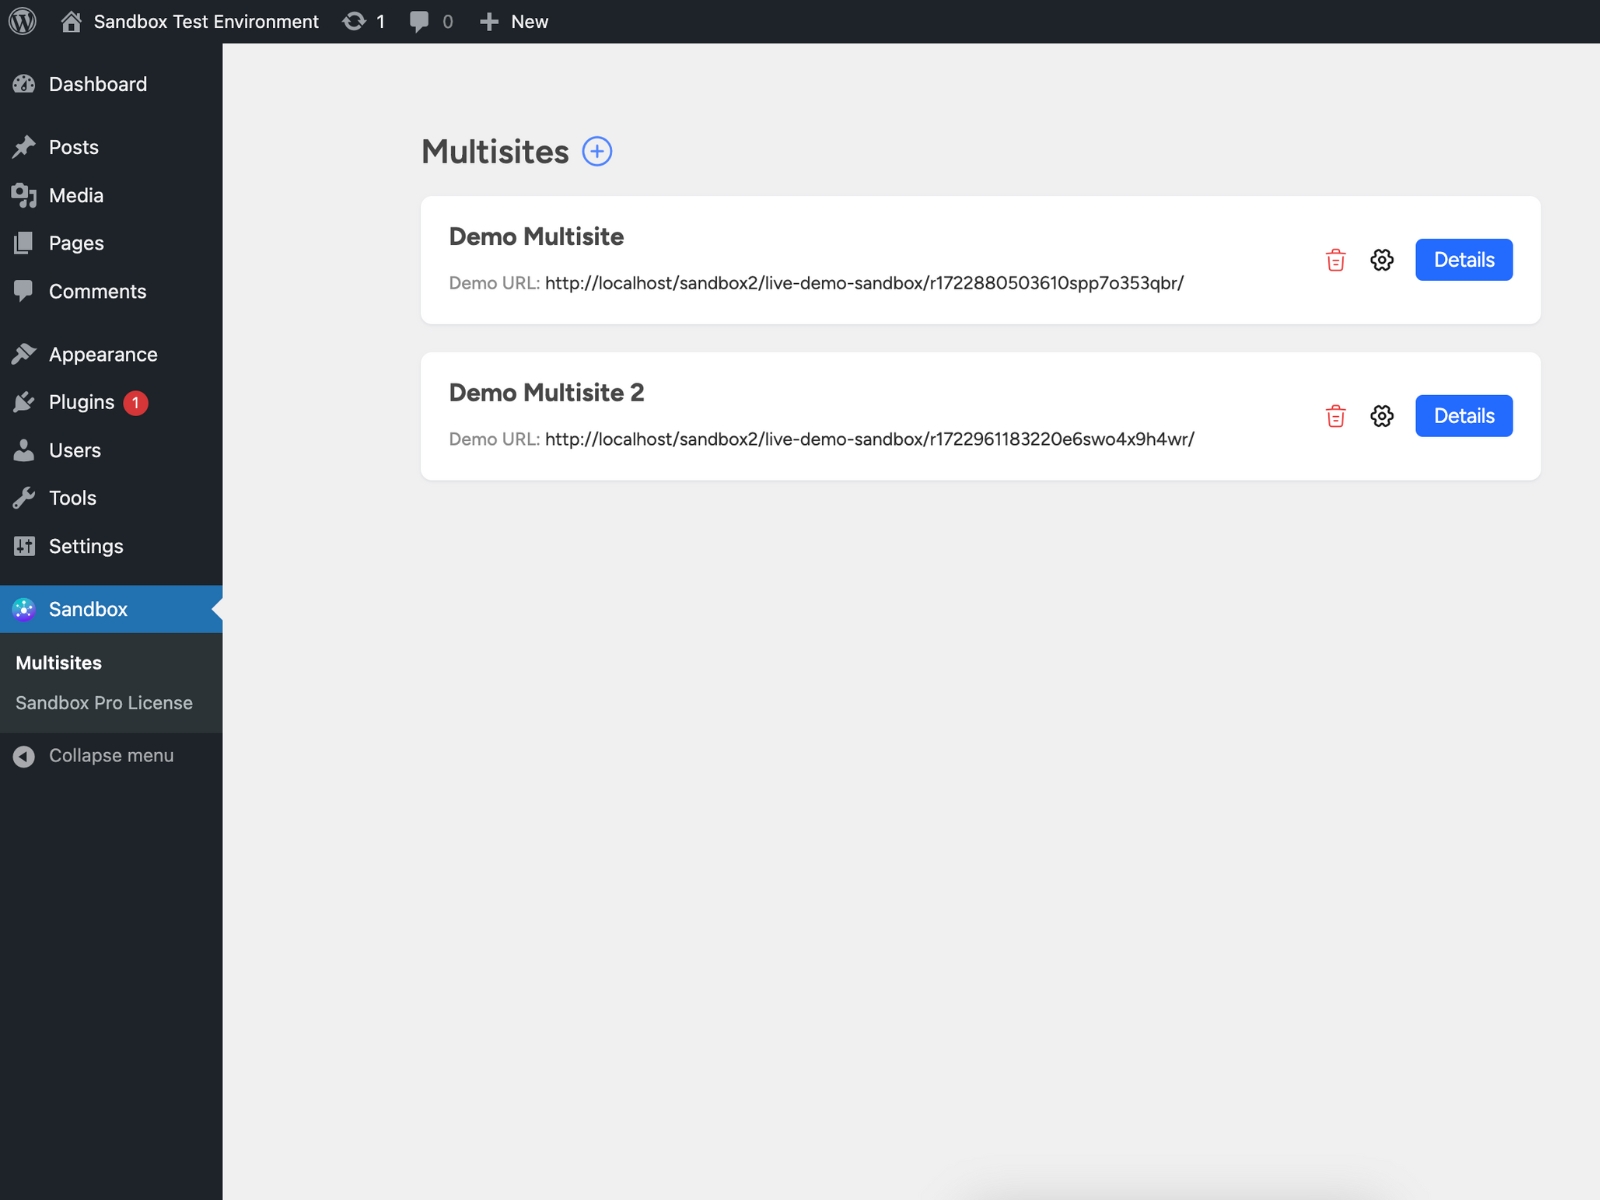 Sandbox Test Environment 1 0 New
Dashboard
Posts
Media
Pages
Comments
Appearance
Plugins 1
Users
Tools
Settings
Sandbox
Multisites
Sandbox Pro License
Collapse menu
Multisites
Demo Multisite
Demo URL: http://localhost/sandbox2/live-demo-sandbox/r1722880503610spp7o353qbr/
Details
Demo Multisite 2
Demo URL: http://localhost/sandbox2/live-demo-sandbox/r1722961183220e6swo4x9h4wr/
Details